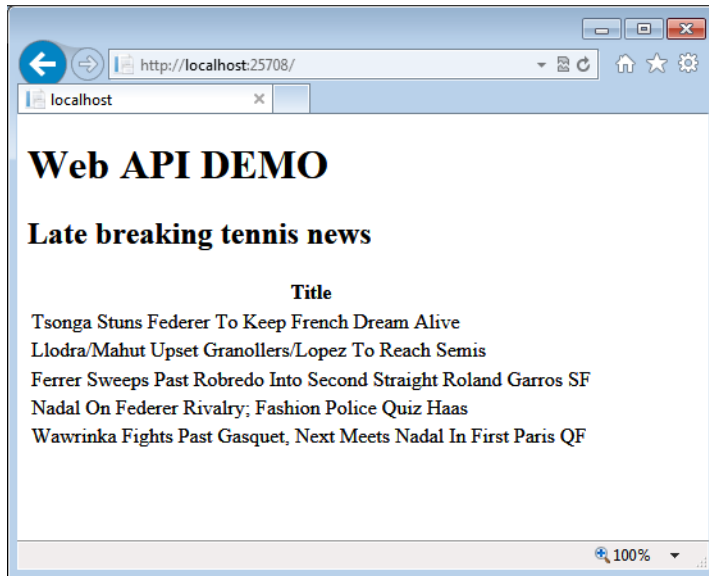 http://localhost:25708/
localhost
Web API DEMO
Late breaking tennis news
Title
Tsonga Stuns Federer To Keep French Dream Alive
Llodra/Mahut Upset Granollers/Lopez To Reach Semis
Ferrer Sweeps Past Robredo Into Second Straight Roland Garros SF
Nadal On Federer Rivalry; Fashion Police Quiz Haas
Wawrinka Fights Past Gasquet, Next Meets Nadal In First Paris QF
100%